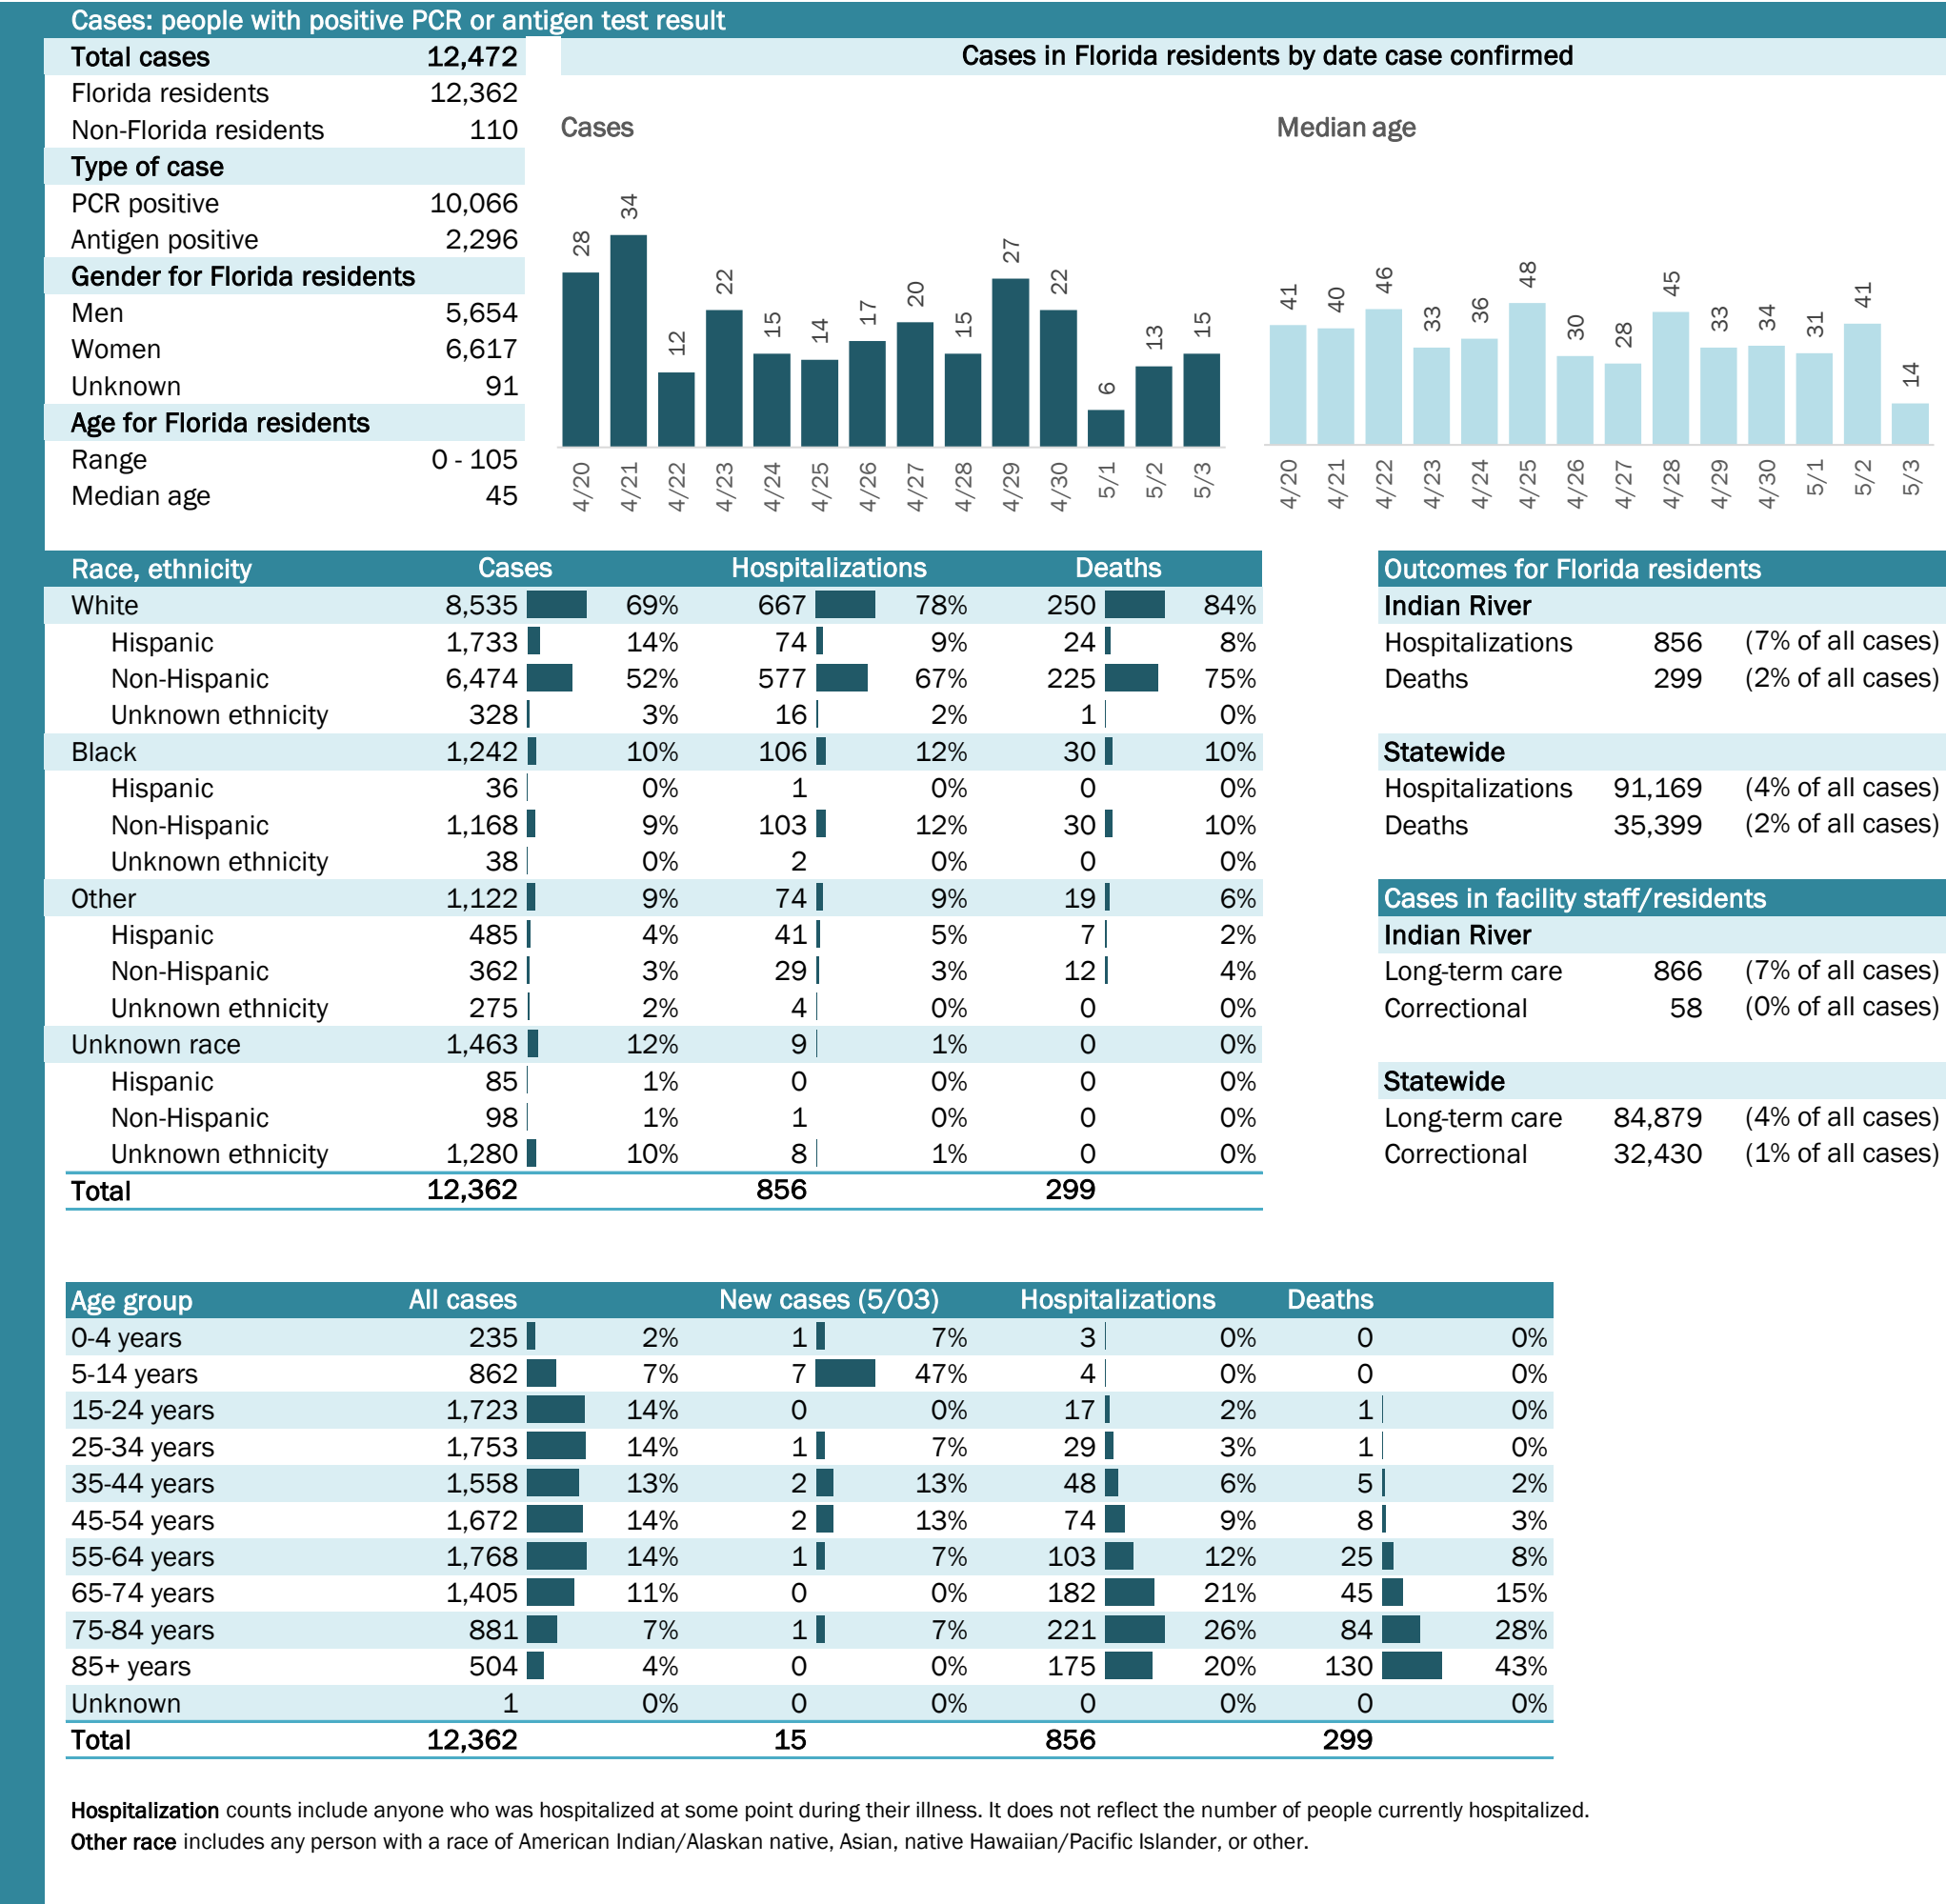 Cases: people with positive PCR or antigen test result
Total cases 12,472
Florida residents 12,362
Non-Florida residents 110
Type of case
PCR positive 10,066
Antigen positive 2,296
Gender for Florida residents
Men 5,654
Women 6,617
Unknown 91
Age for Florida residents
Range 0 - 105
Median age 45
Cases in Florida residents by date case confirmed
Cases
28 34 12 22 15 14 17 20 15 27 22 6 13 15
4/20 4/21 4/22 4/23 4/24 4/25 4/26 4/27 4/28 4/29 4/30 5/1 5/2 5/3
Median age
41 40 46 33 36 48 30 28 45 33 34 31 41 14
4/20 4/21 4/22 4/23 4/24 4/25 4/26 4/27 4/28 4/29 4/30 5/1 5/2 5/3
Race, ethnicity Cases Hospitalizations Deaths
White 8,535 69% 667 78% 250 84%
Hispanic 1,733 14% 74 9% 24 8%
Non-Hispanic 6,474 52% 577 67% 225 75%
Unknown ethnicity 328 3% 16 2% 1 0%
Black 1,242 10% 106 12% 30 10%
Hispanic 36 0% 1 0% 0 0%
Non-Hispanic 1,168 9% 103 12% 30 10%
Unknown ethnicity 38 0% 2 0% 0 0%
Other 1,122 9% 74 9% 19 6%
Hispanic 485 4% 41 5% 7 2%
Non-Hispanic 362 3% 29 3% 12 4%
Unknown ethnicity 275 2% 4 0% 0 0%
Unknown race 1,463 12% 9 1% 0 0%
Hispanic 85 1% 0 0% 0 0%
Non-Hispanic 98 1% 1 0% 0 0%
Unknown ethnicity 1,280 10% 8 1% 0 0%
Total 12,362 856 299
Outcomes for Florida residents
Indian River
Hospitalizations 856 (7% of all cases)
Deaths 299 (2% of all cases)
Statewide
Hospitalizations 91,169 (4% of all cases)
Deaths 35,399 (2% of all cases)
Cases in facility staff/residents
Indian River
Long-term care 866 (7% of all cases)
Correctional 58 (0% of all cases)
Statewide
Long-term care 84,879 (4% of all cases)
Correctional 32,430 (1% of all cases)
Age group All cases New cases (5/03) Hospitalizations Deaths
0-4 years 235 2% 1 7% 3 0% 0 0%
5-14 years 862 7% 7 47% 4 0% 0 0%
15-24 years 1,723 14% 0 0% 17 2% 1 0%
25-34 years 1,753 14% 1 7% 29 3% 1 0%
35-44 years 1,558 13% 2 13% 48 6% 5 2%
45-54 years 1,672 14% 2 13% 74 9% 8 3%
55-64 years 1,768 14% 1 7% 103 12% 25 8%
65-74 years 1,405 11% 0 0% 182 21% 45 15%
75-84 years 881 7% 1 7% 221 26% 84 28%
85+ years 504 4% 0 0% 175 20% 130 43%
Unknown 1 0% 0 0% 0 0% 0 0%
Total 12,362 15 856 299
Hospitalization counts include anyone who was hospitalized at some point during their illness. It does not reflect the number of people currently hospitalized.
Other race includes any person with a race of American Indian/Alaskan native, Asian, native Hawaiian/Pacific Islander, or other.